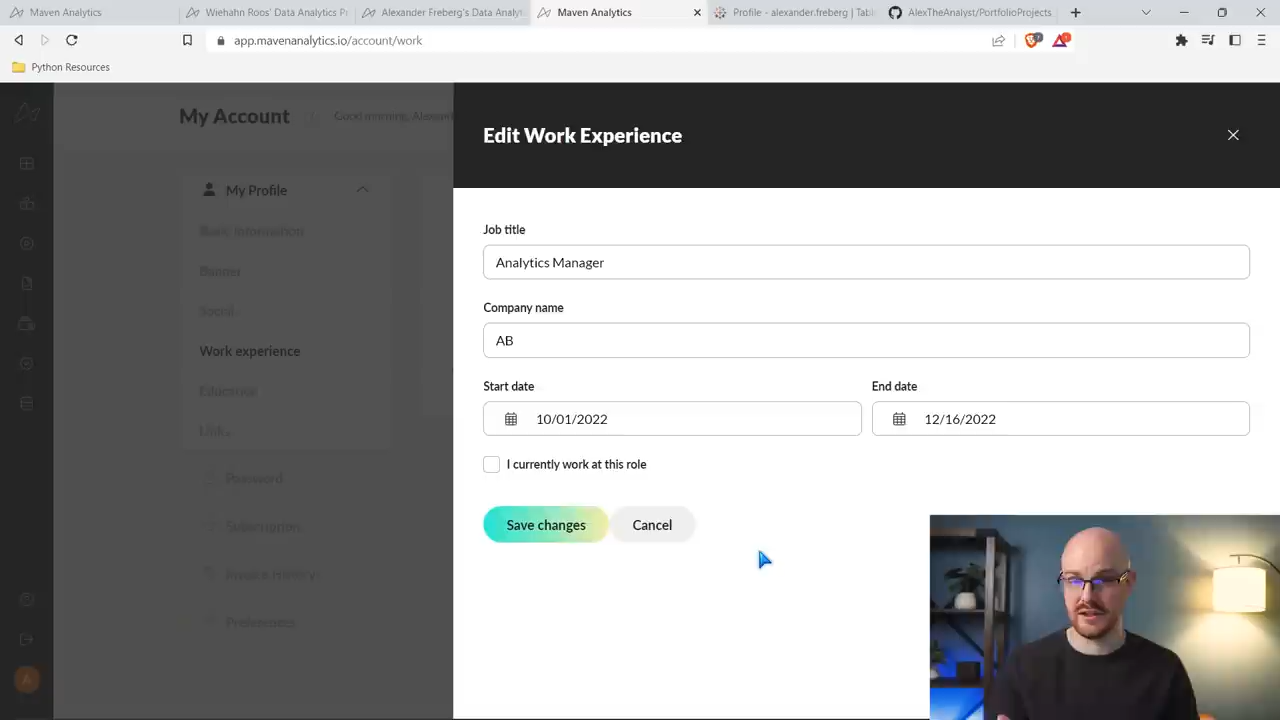 Maven Analytics
Wiehahn Roos' Data Analytics Pr
Alexander Freberg's Data Analyt
Maven Analytics
Profile - alexander.freberg | Tabl
AlexTheAnalyst/PortfolioProjects
app.mavenanalytics.io/account/work
Python Resources
My Account
Good morning, Alexan
Edit Work Experience
My Profile
Basic information
Banner
Social
Work experience
Education
Links
Password
Subscription
Invoice History
Preferences
A
Job title
Analytics Manager
Company name
AB
Start date
End date
10/01/2022
12/16/2022
I currently work at this role
Save changes
Cancel